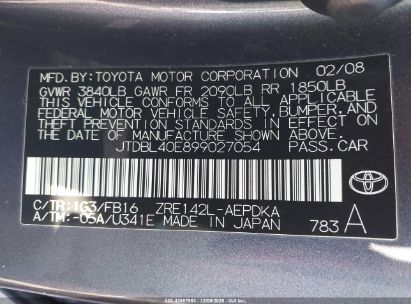 MFD. BY: TOYOTA MOTOR CORPORATION 02/08
GVWR 3840LB GAWR FR 2090LB RR 1850LB
THIS VEHICLE CONFORMS TO ALL APPLICABLE
FEDERAL MOTOR VEHICLE SAFETY, BUMPER, AND
THEFT PREVENTION STANDARDS IN EFFECT ON
THE DATE OF MANUFACTURE SHOWN ABOVE.
JTDBL40E899027054 PASS.CAR
C/TR:1G3/FB16 ZRE142L-AEPDKA
A/TM:-05A/U341E MADE IN JAPAN 783 A
TOYOTA